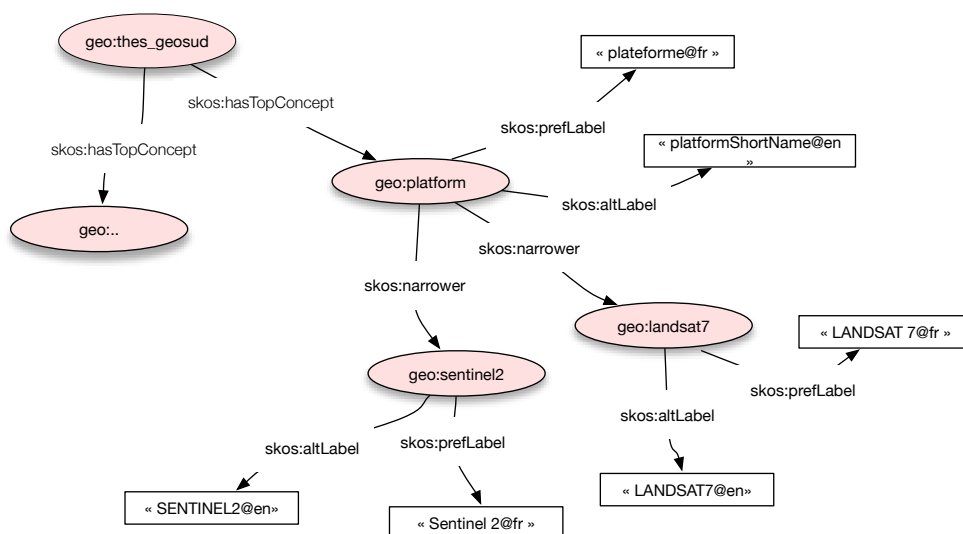 geo:thes_geosud
« plateforme@fr »
skos:hasTopConcept
skos:prefLabel
skos:hasTopConcept
« platformShortName@en
»
geo:platform
skos:altLabel
geo:..
skos:narrower
skos:narrower
geo:landsat7
« LANDSAT 7@fr »
geo:sentinel2
skos:prefLabel
skos:altLabel
skos:altLabel
skos:prefLabel
« LANDSAT7@en»
« SENTINEL2@en»
« Sentinel 2@fr »